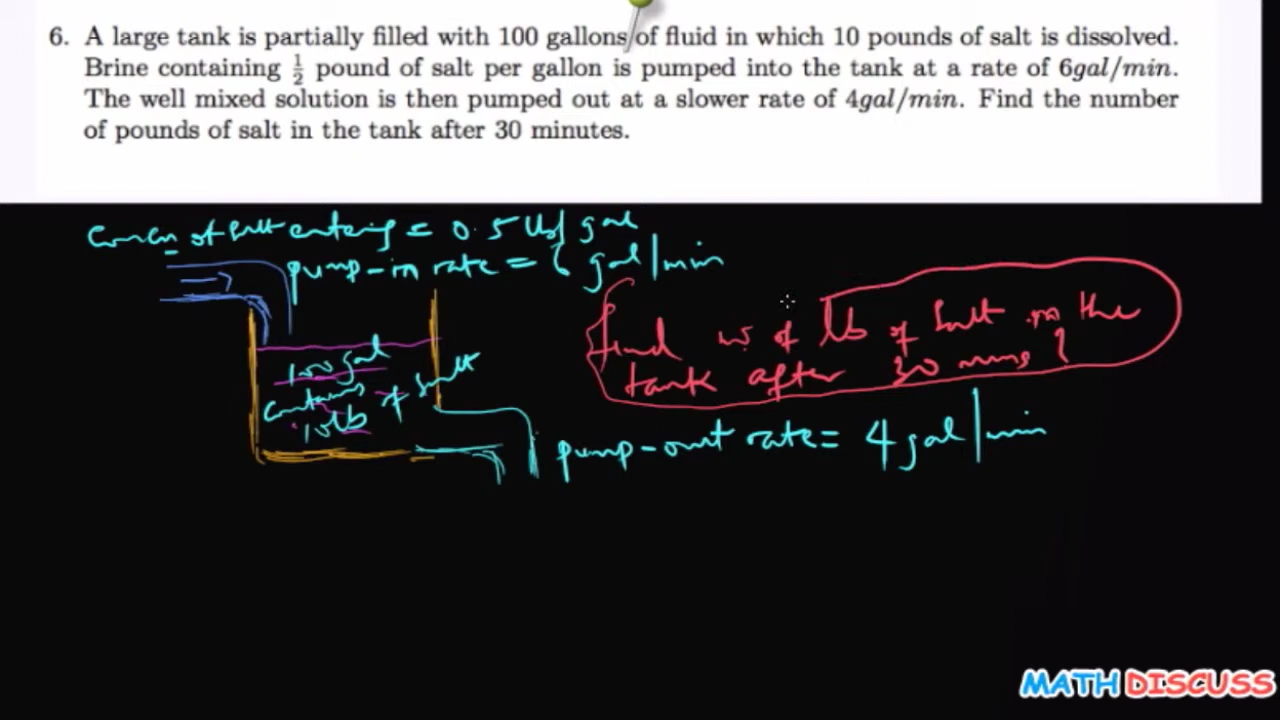 6. A large tank is partially filled with 100 gallons of fluid in which 10 pounds of salt is dissolved.
Brine containing 1/2 pound of salt per gallon is pumped into the tank at a rate of 6gal/min.
The well mixed solution is then pumped out at a slower rate of 4gal/min. Find the number
of pounds of salt in the tank after 30 minutes.
of salt entering = 0.5 lb/gal
pump-in rate = 6 gal/min
find of lb of salt in the
tank after 30 mins?
100 gal
contains
10lb of salt
pump-out rate = 4 gal/min
MATH DISCUSS